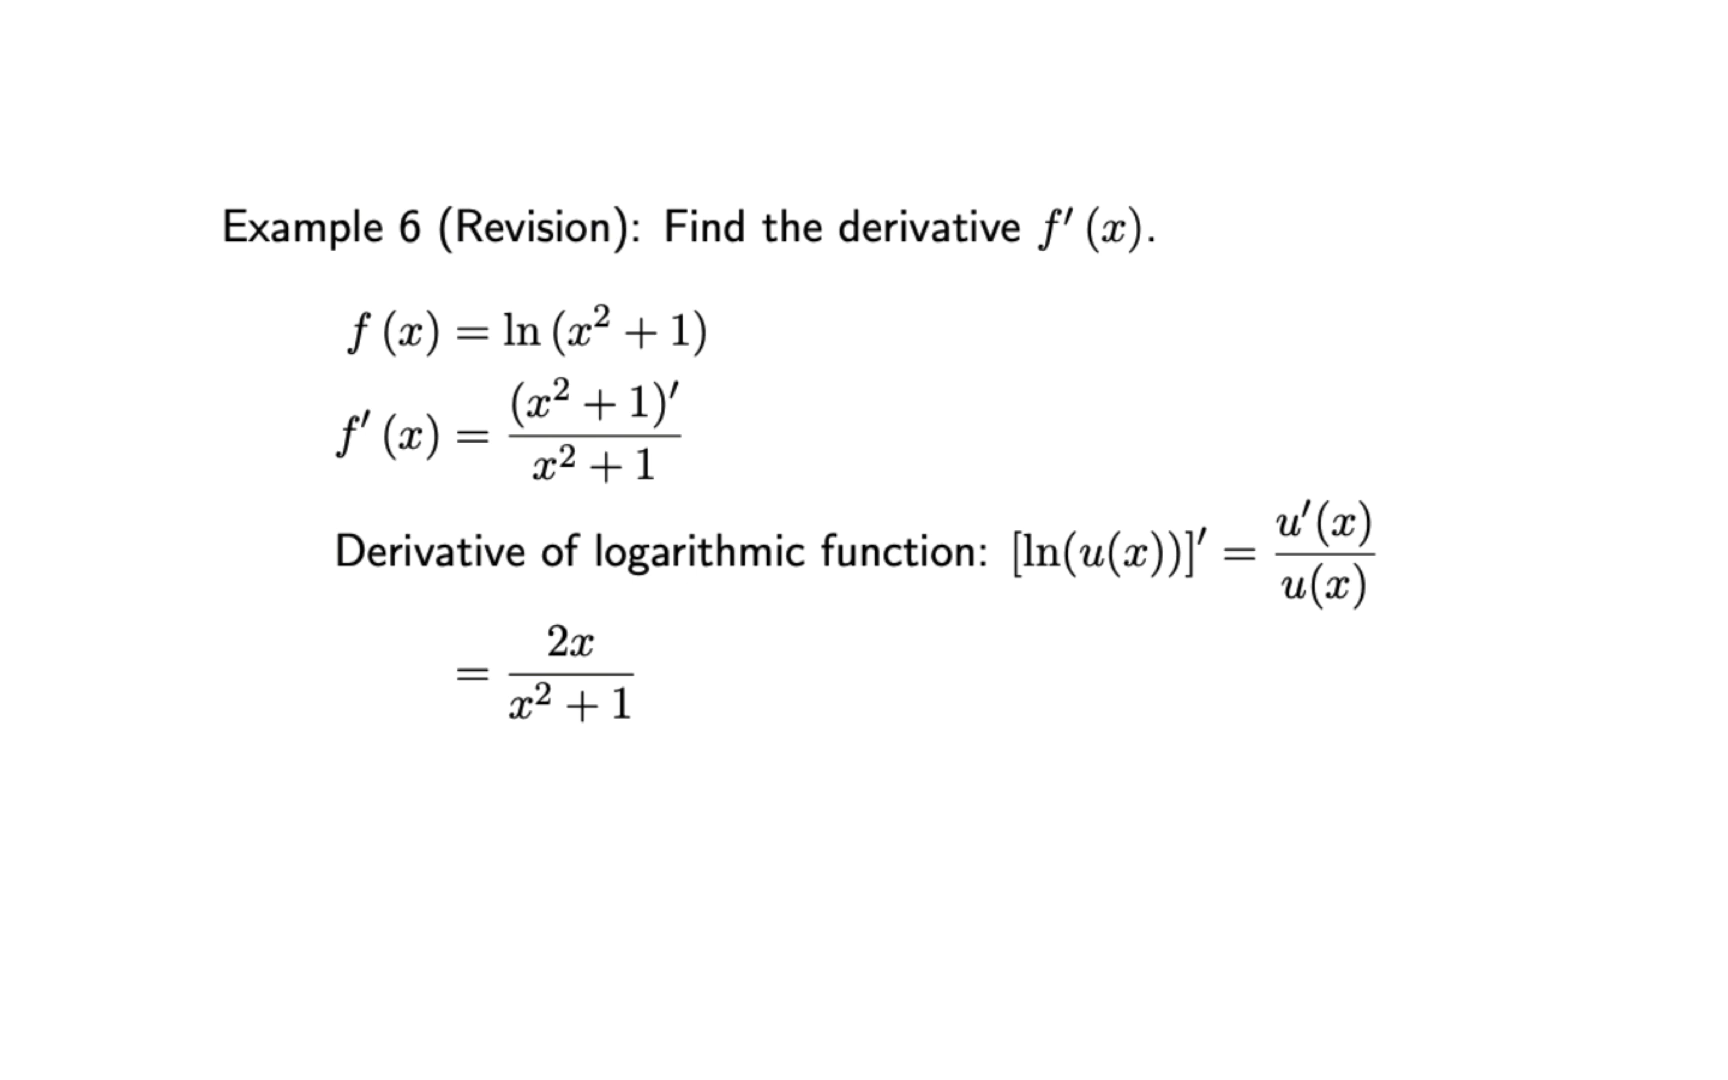 Example 6 (Revision): Find the derivative f′ (x).
f (x) = ln (x² + 1)
f′ (x) = (x² + 1)′ / x² + 1
Derivative of logarithmic function: [ln(u(x))]′ = u′(x) / u(x)
= 2x / x² + 1